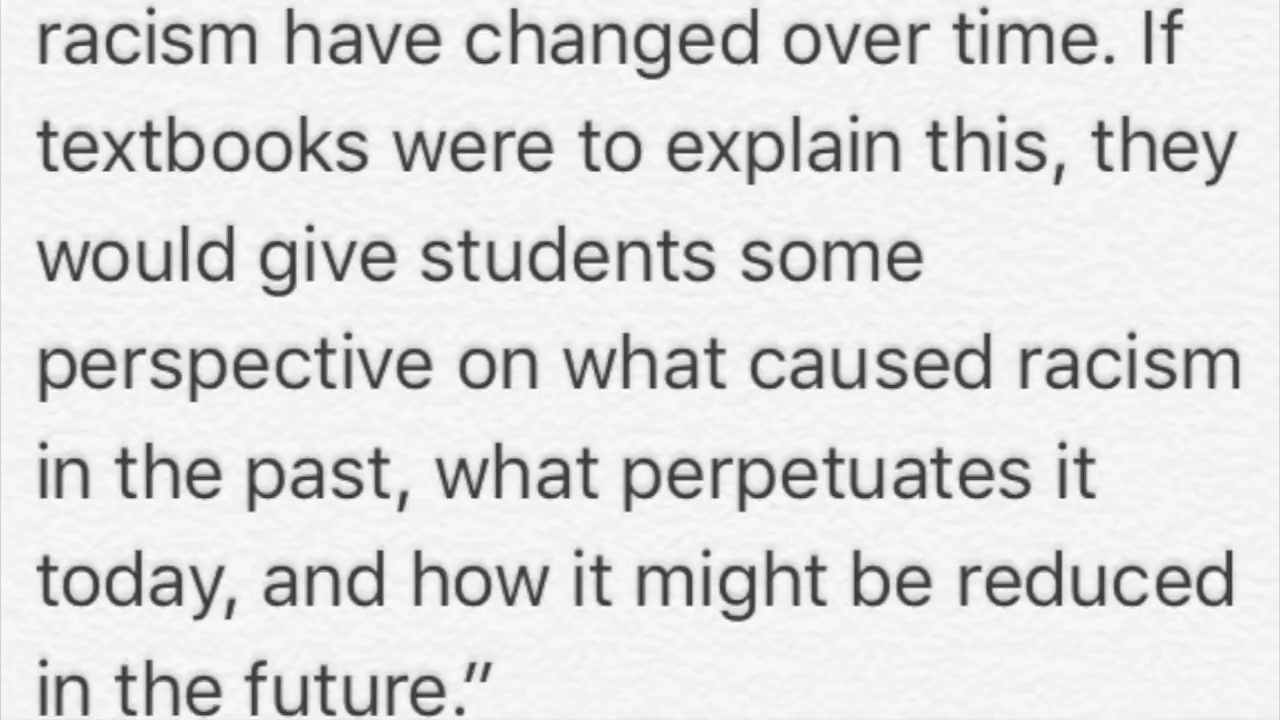 racism have changed over time. If
textbooks were to explain this, they
would give students some
perspective on what caused racism
in the past, what perpetuates it
today, and how it might be reduced
in the future.”